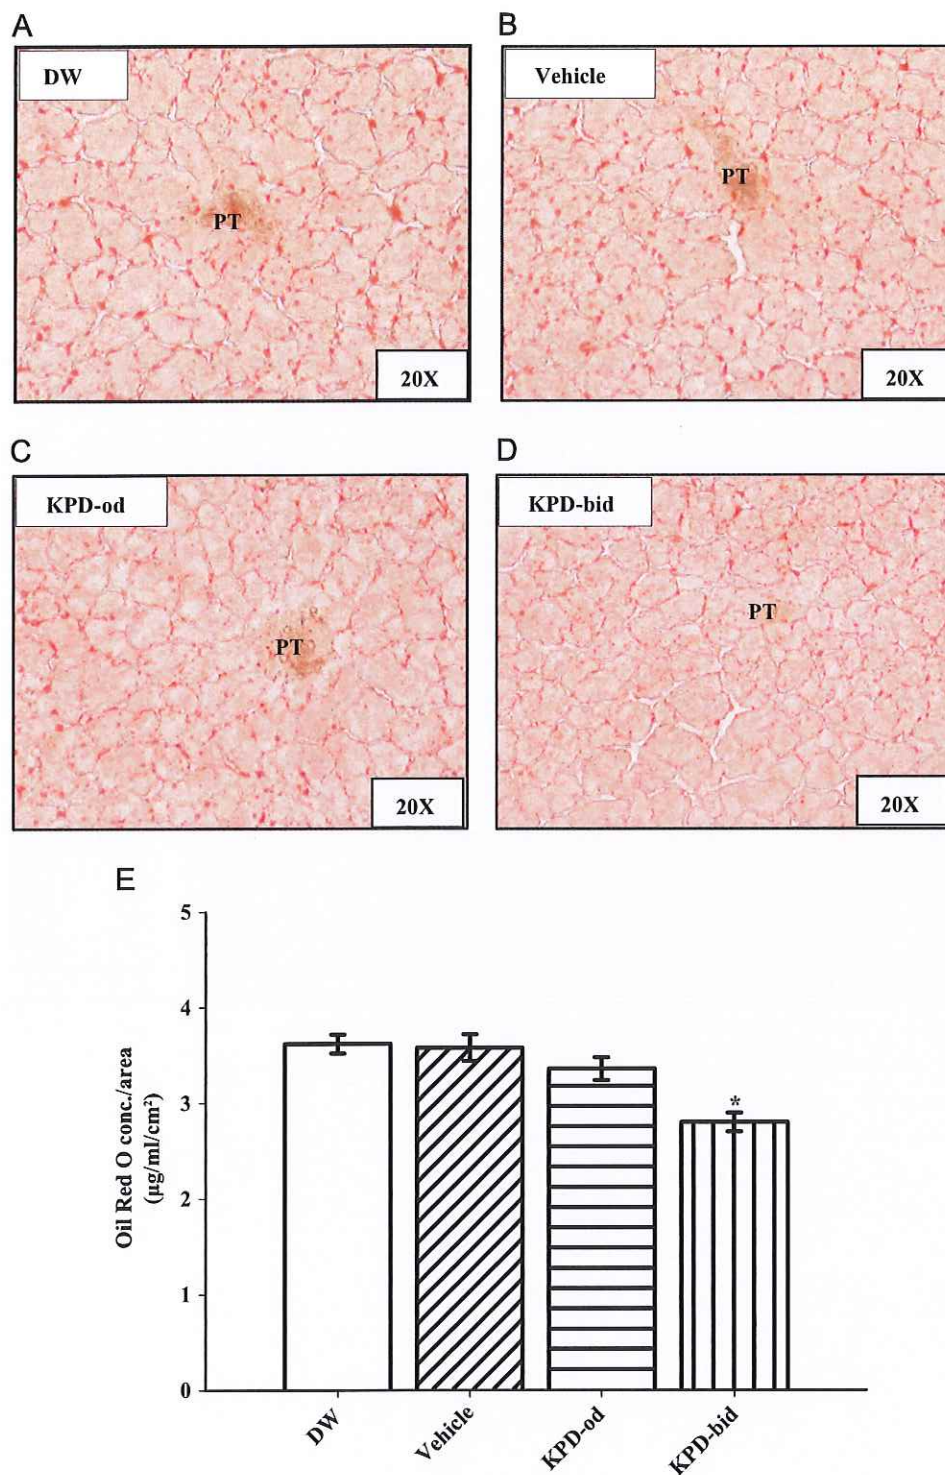 A
B
DW
Vehicle
PT
PT
20X
20X
C
D
KPD-od
KPD-bid
PT
PT
20X
20X
E
5
4
3
2
1
0
Oil Red O conc./area
(µg/ml/cm²)
*
DW
Vehicle
KPD-od
KPD-bid